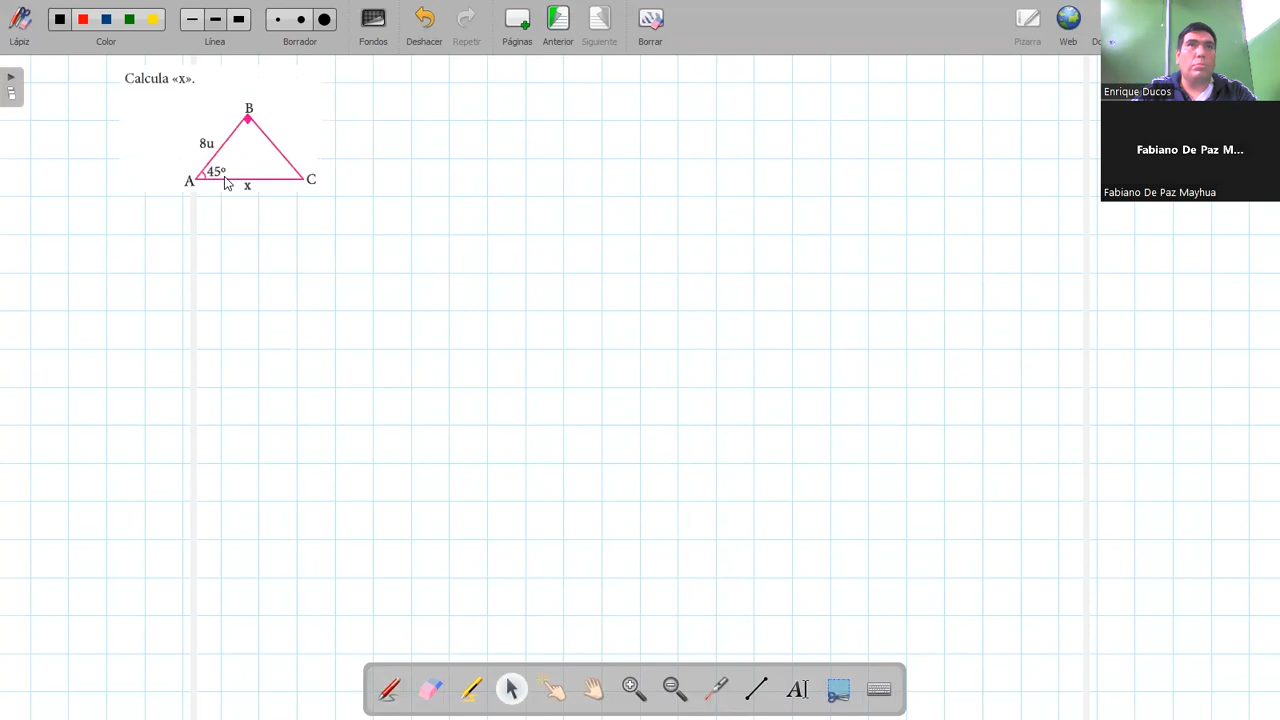 Lápiz
Color
Línea
Borrador
Fondos
Deshacer
Repetir
Páginas
Anterior
Siguiente
Borrar
Pizarra
Web
Enrique Ducos
Fabiano De Paz M...
Fabiano De Paz Mayhua
Calcula «x».
B
8u
45º
A
x
C